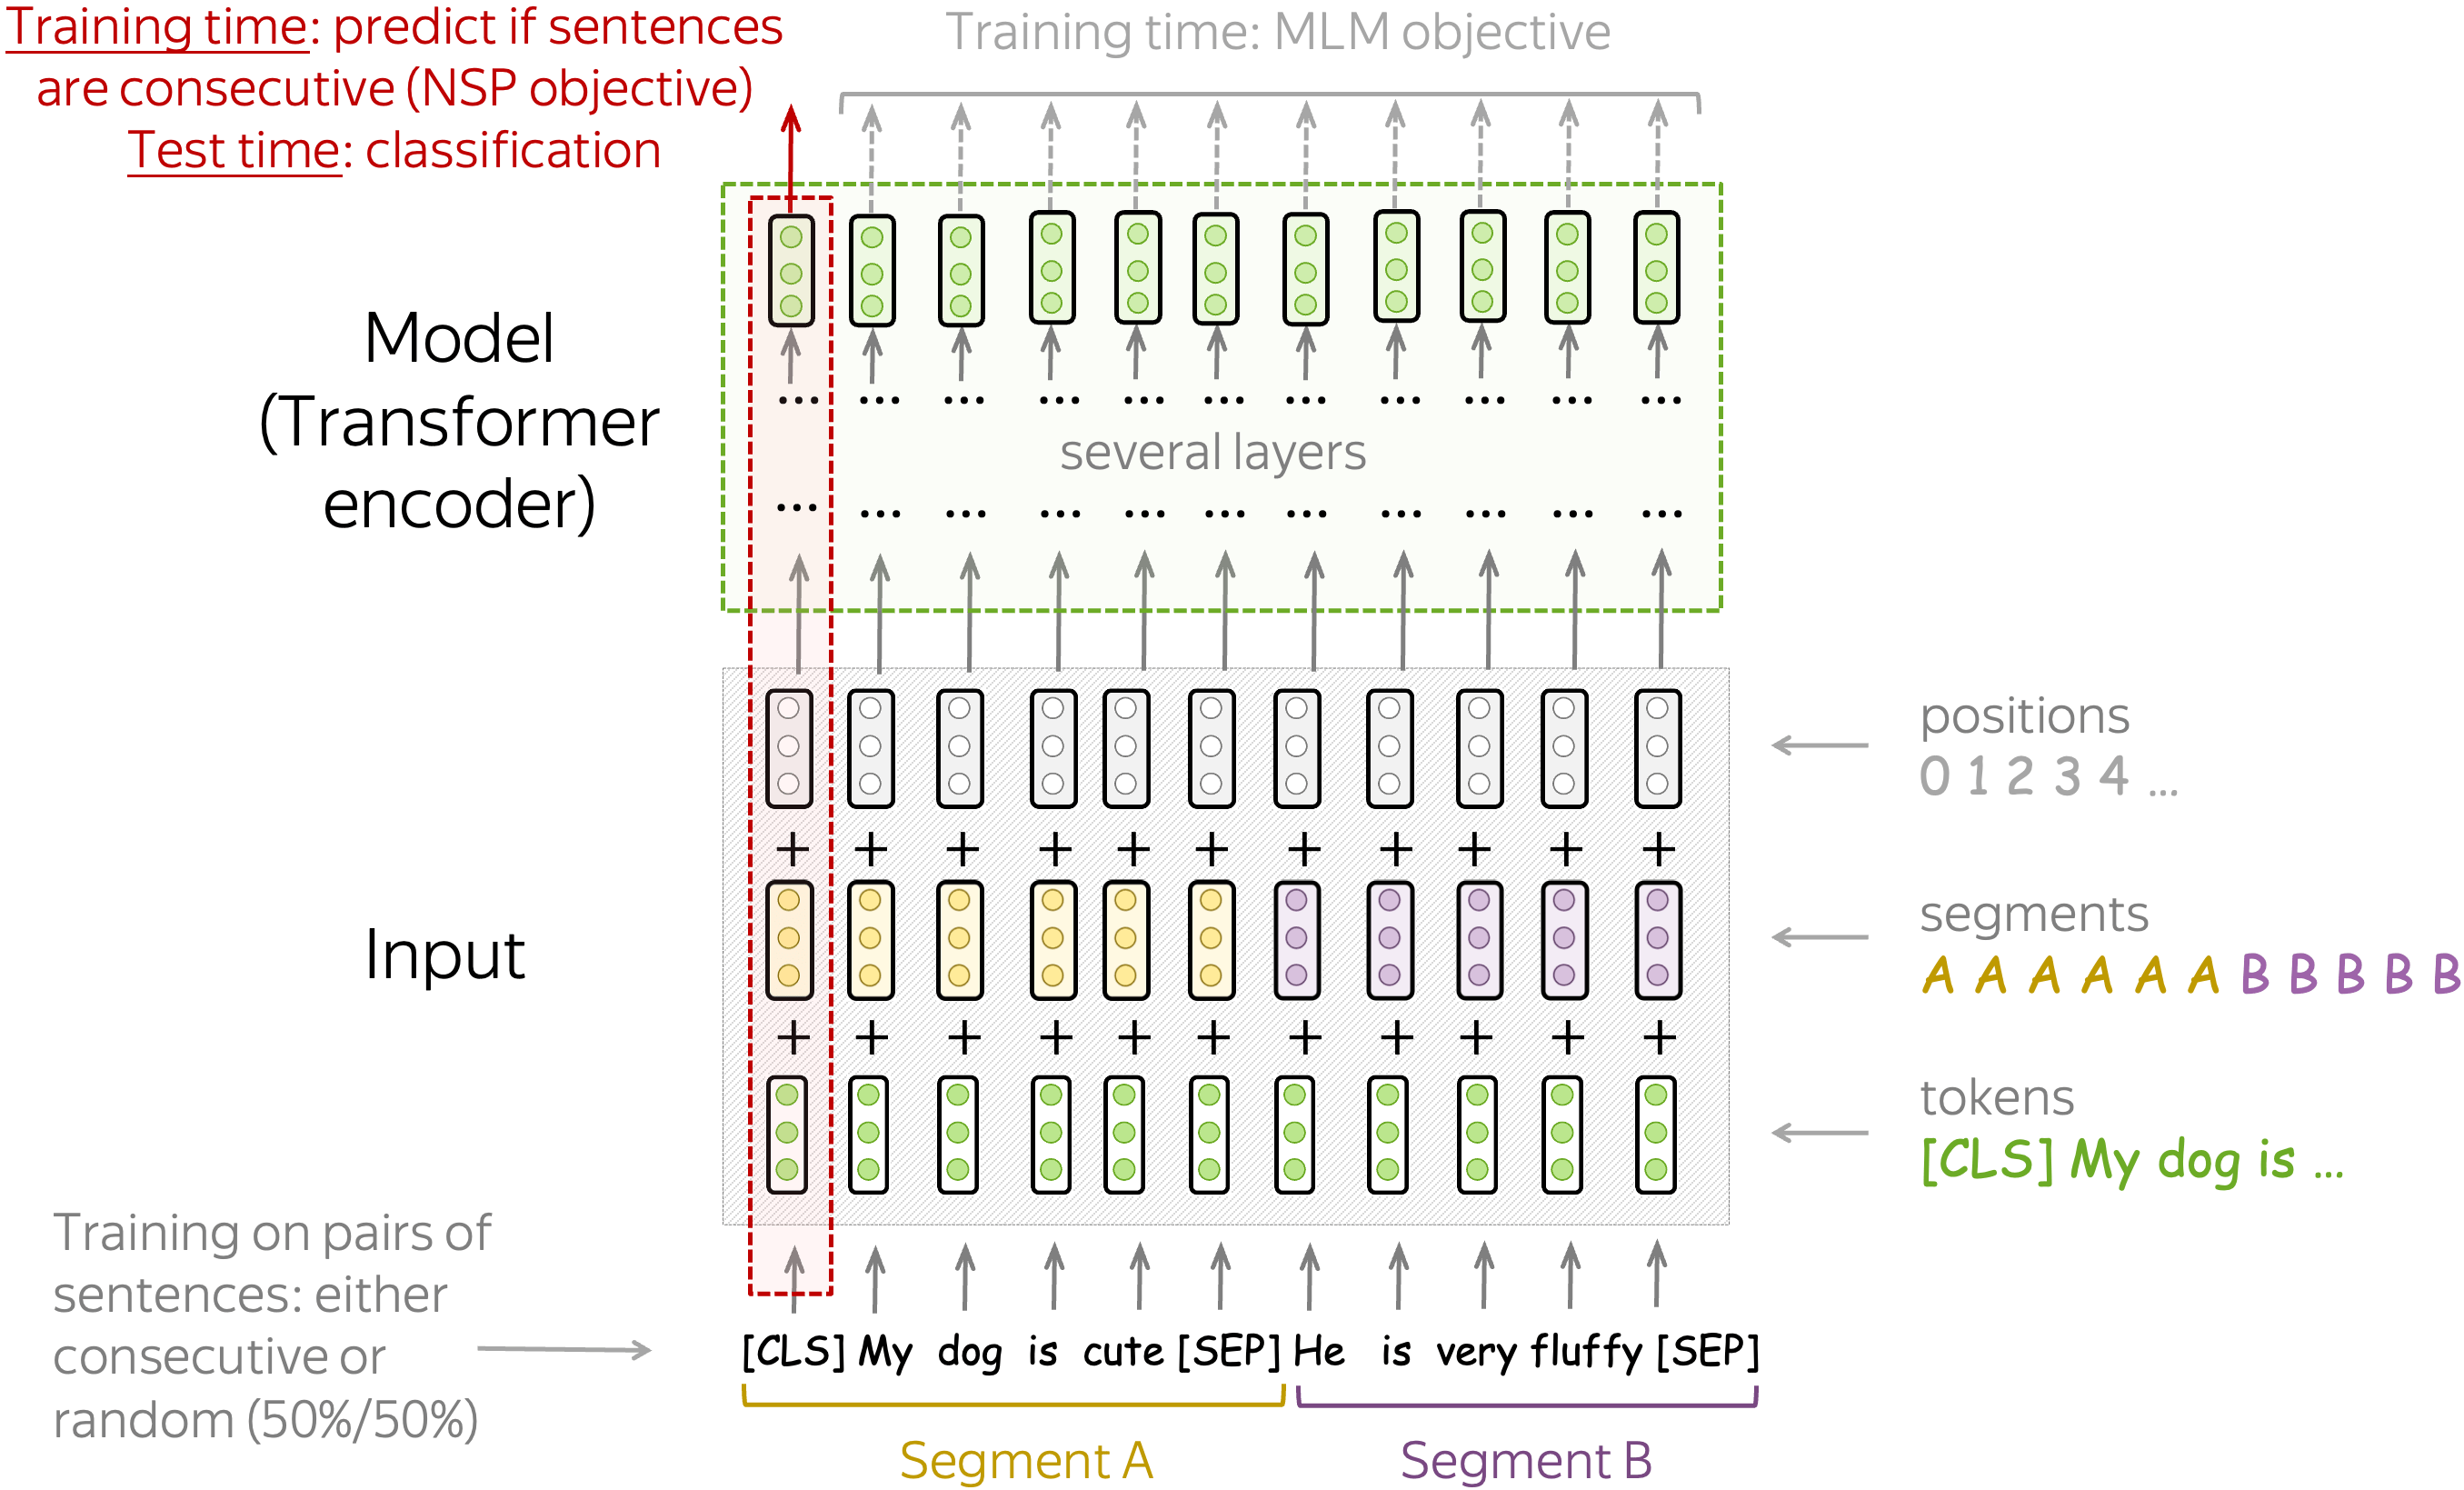 Training time: predict if sentences
are consecutive (NSP objective)
Test time: classification
Training time: MLM objective
Model
(Transformer
encoder)
... ... ... ... ... ... ... ... ... ... ...
several layers
... ... ... ... ... ... ... ... ... ... ...
positions
0 1 2 3 4 ...
+ + + + + + + + + + +
Input
segments
A A A A A A B B B B B
+ + + + + + + + + + +
tokens
[CLS] My dog is ...
Training on pairs of
sentences: either
consecutive or
random (50%/50%)
[CLS] My dog is cute [SEP] He is very fluffy [SEP]
Segment A
Segment B